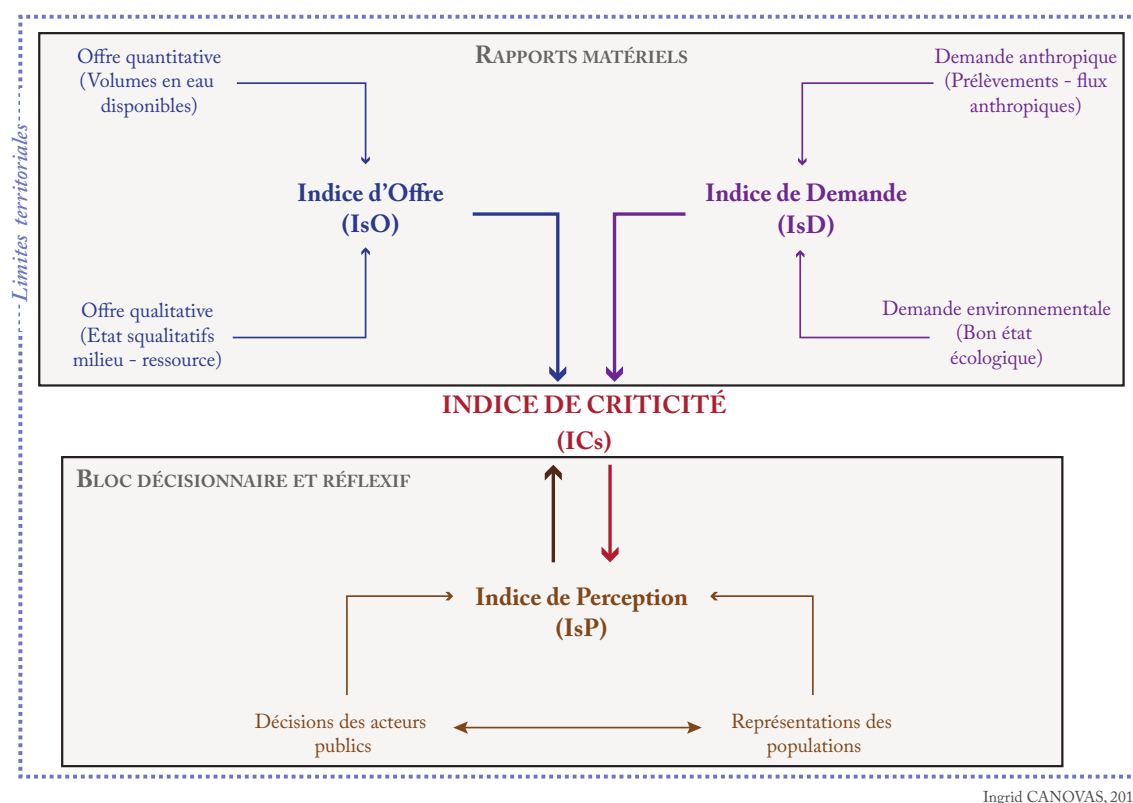 RAPPORTS MATÉRIELS
Offre quantitative
(Volumes en eau
disponibles)
Demande anthropique
(Prélèvements - flux
anthropiques)
Limites territoriales
Indice d'Offre
(IsO)
Indice de Demande
(IsD)
Offre qualitative
(Etat squalitatifs
milieu - ressource)
Demande environnementale
(Bon état
écologique)
INDICE DE CRITICITÉ
(ICs)
BLOC DÉCISIONNAIRE ET RÉFLEXIF
Indice de Perception
(IsP)
Décisions des acteurs
publics
Représentations des
populations
Ingrid CANOVAS, 201